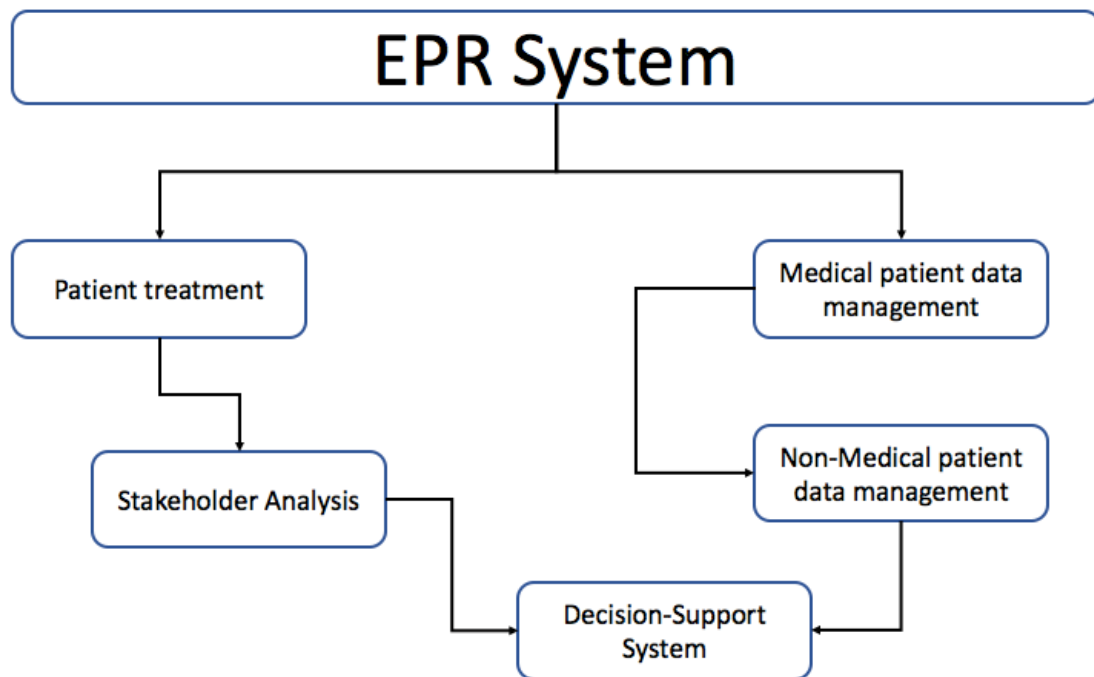 EPR System
Patient treatment
Medical patient data
management
Stakeholder Analysis
Non-Medical patient
data management
Decision-Support
System